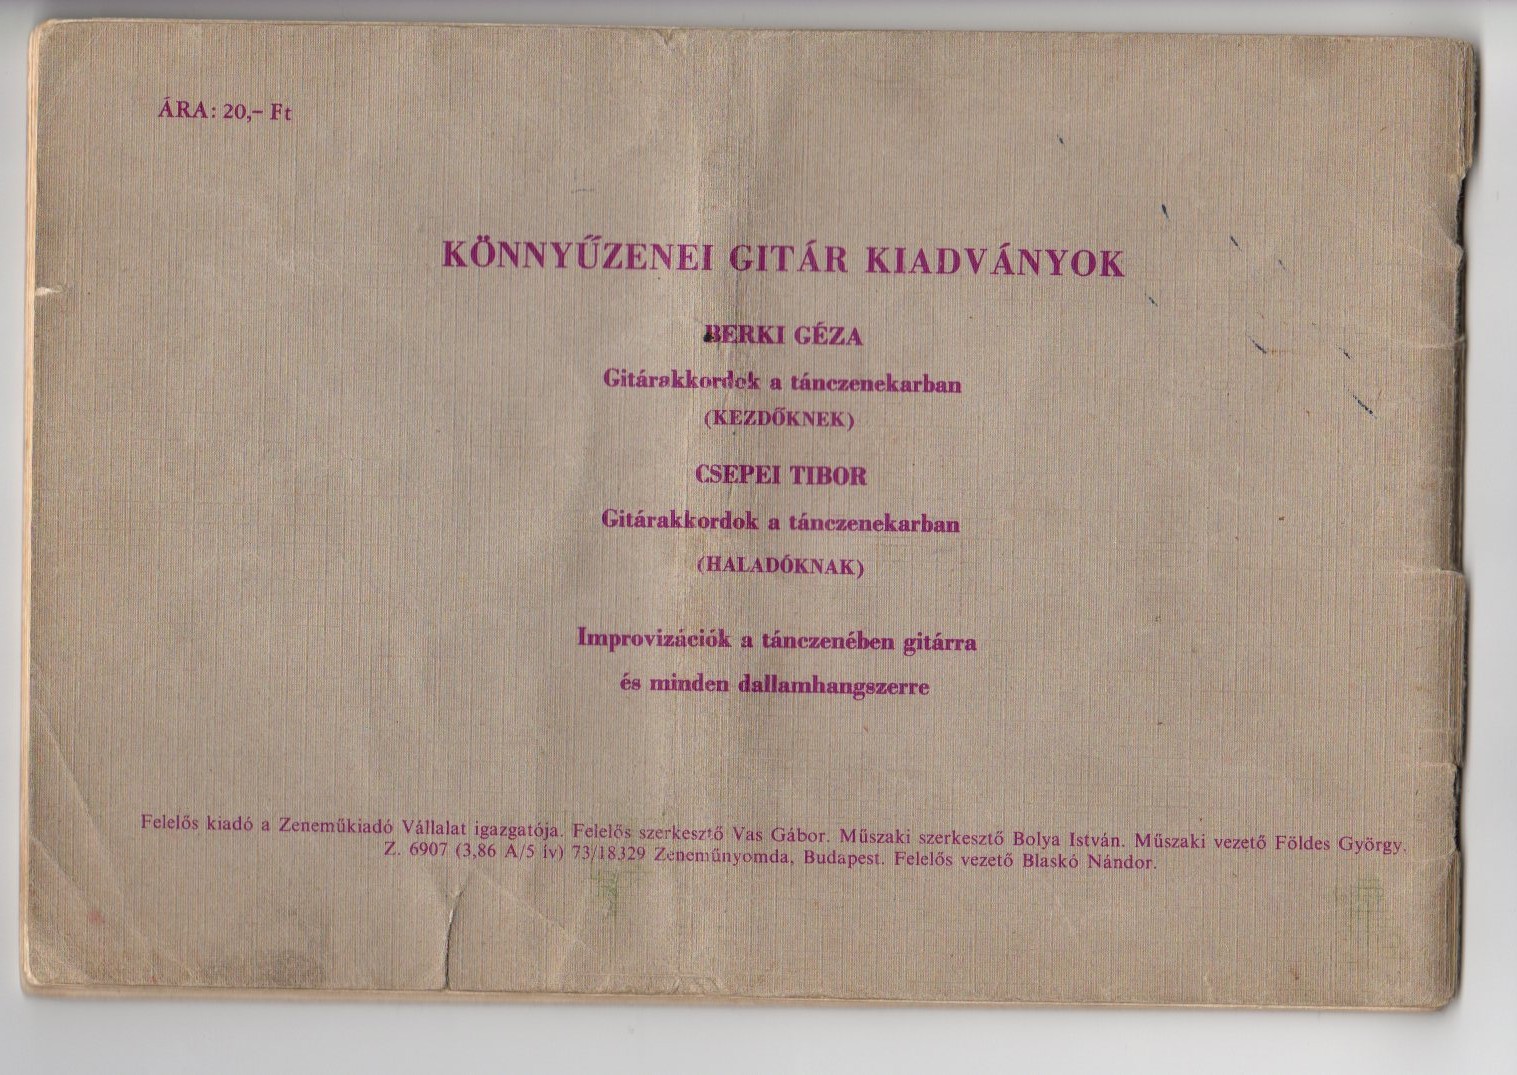 ÁRA: 20,– Ft
KÖNNYŰZENEI GITÁR KIADVÁNYOK
BERKI GÉZA
Gitárakkordok a tánczenekarban
(KEZDŐKNEK)
CSEPEI TIBOR
Gitárakkordok a tánczenekarban
(HALADÓKNAK)
Improvizációk a tánczenében gitárra
és minden dallamhangszerre
Felelős kiadó a Zeneműkiadó Vállalat igazgatója. Felelős szerkesztő Vas Gábor. Műszaki szerkesztő Bolya István. Műszaki vezető Földes György.
Z. 6907 (3,86 A/5 ív) 73/18329 Zeneműnyomda, Budapest. Felelős vezető Blaskó Nándor.